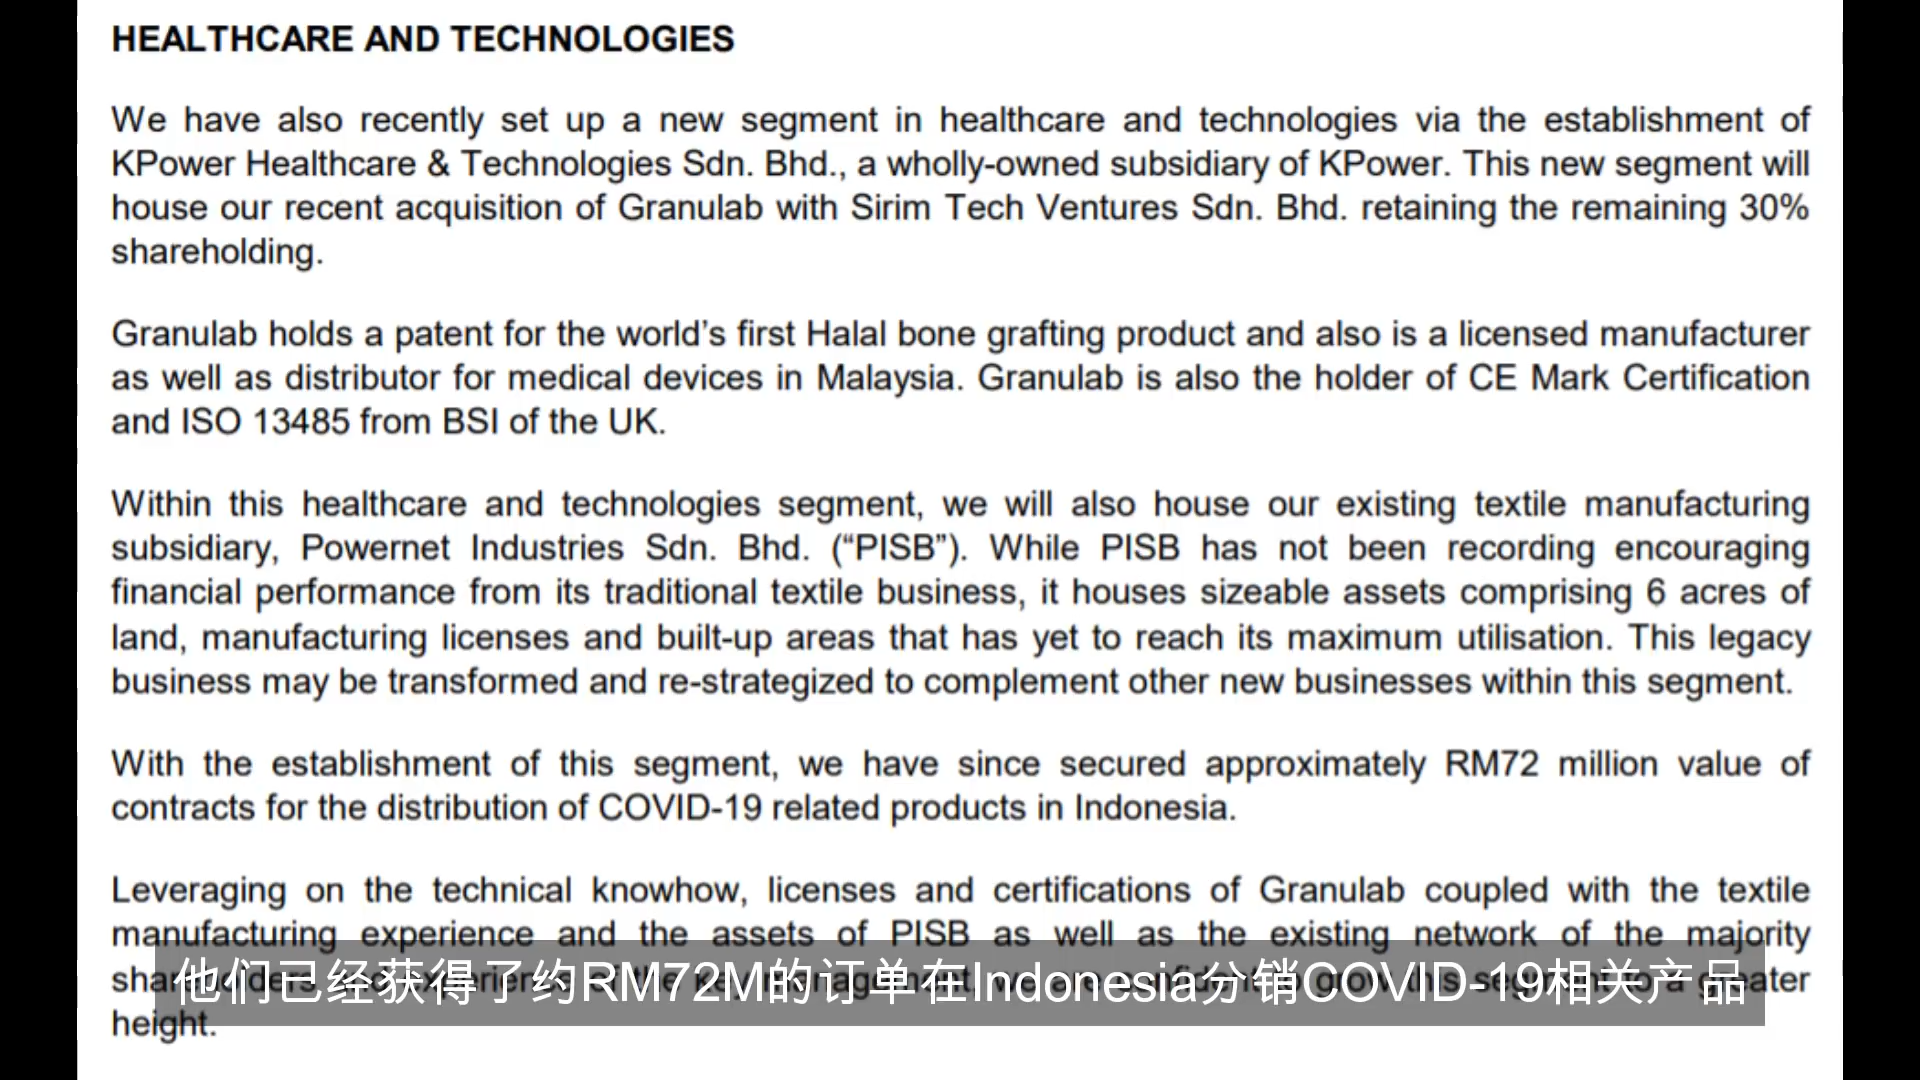 HEALTHCARE AND TECHNOLOGIES
We have also recently set up a new segment in healthcare and technologies via the establishment of
KPower Healthcare & Technologies Sdn. Bhd., a wholly-owned subsidiary of KPower. This new segment will
house our recent acquisition of Granulab with Sirim Tech Ventures Sdn. Bhd. retaining the remaining 30%
shareholding.
Granulab holds a patent for the world’s first Halal bone grafting product and also is a licensed manufacturer
as well as distributor for medical devices in Malaysia. Granulab is also the holder of CE Mark Certification
and ISO 13485 from BSI of the UK.
Within this healthcare and technologies segment, we will also house our existing textile manufacturing
subsidiary, Powernet Industries Sdn. Bhd. (“PISB”). While PISB has not been recording encouraging
financial performance from its traditional textile business, it houses sizeable assets comprising 6 acres of
land, manufacturing licenses and built-up areas that has yet to reach its maximum utilisation. This legacy
business may be transformed and re-strategized to complement other new businesses within this segment.
With the establishment of this segment, we have since secured approximately RM72 million value of
contracts for the distribution of COVID-19 related products in Indonesia.
Leveraging on the technical knowhow, licenses and certifications of Granulab coupled with the textile
manufacturing experience and the assets of PISB as well as the existing network of the majority
他们已经获得了约RM72M的订单在Indonesia分销COVID-19相关产品
height.